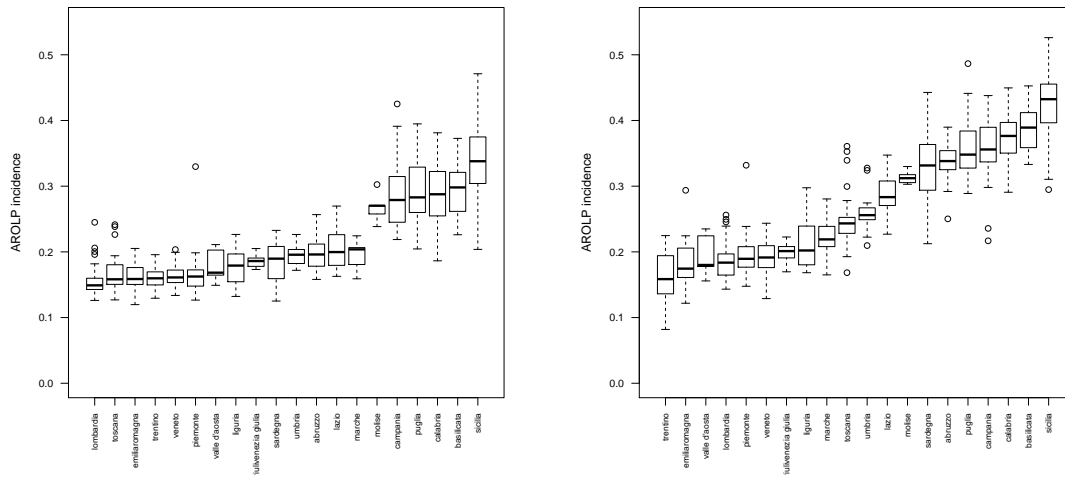 AROLP incidence
0.5
0.4
0.3
0.2
0.1
0.0
lombardia
toscana
emiliaromagna
trentino
veneto
piemonte
valle d'aosta
liguria
riulivenezia giulia
sardegna
umbria
abruzzo
lazio
marche
molise
campania
puglia
calabria
basilicata
sicilia
AROLP incidence
0.5
0.4
0.3
0.2
0.1
0.0
trentino
emiliaromagna
valle d'aosta
lombardia
piemonte
veneto
riulivenezia giulia
liguria
marche
toscana
umbria
lazio
molise
sardegna
abruzzo
puglia
campania
calabria
basilicata
sicilia